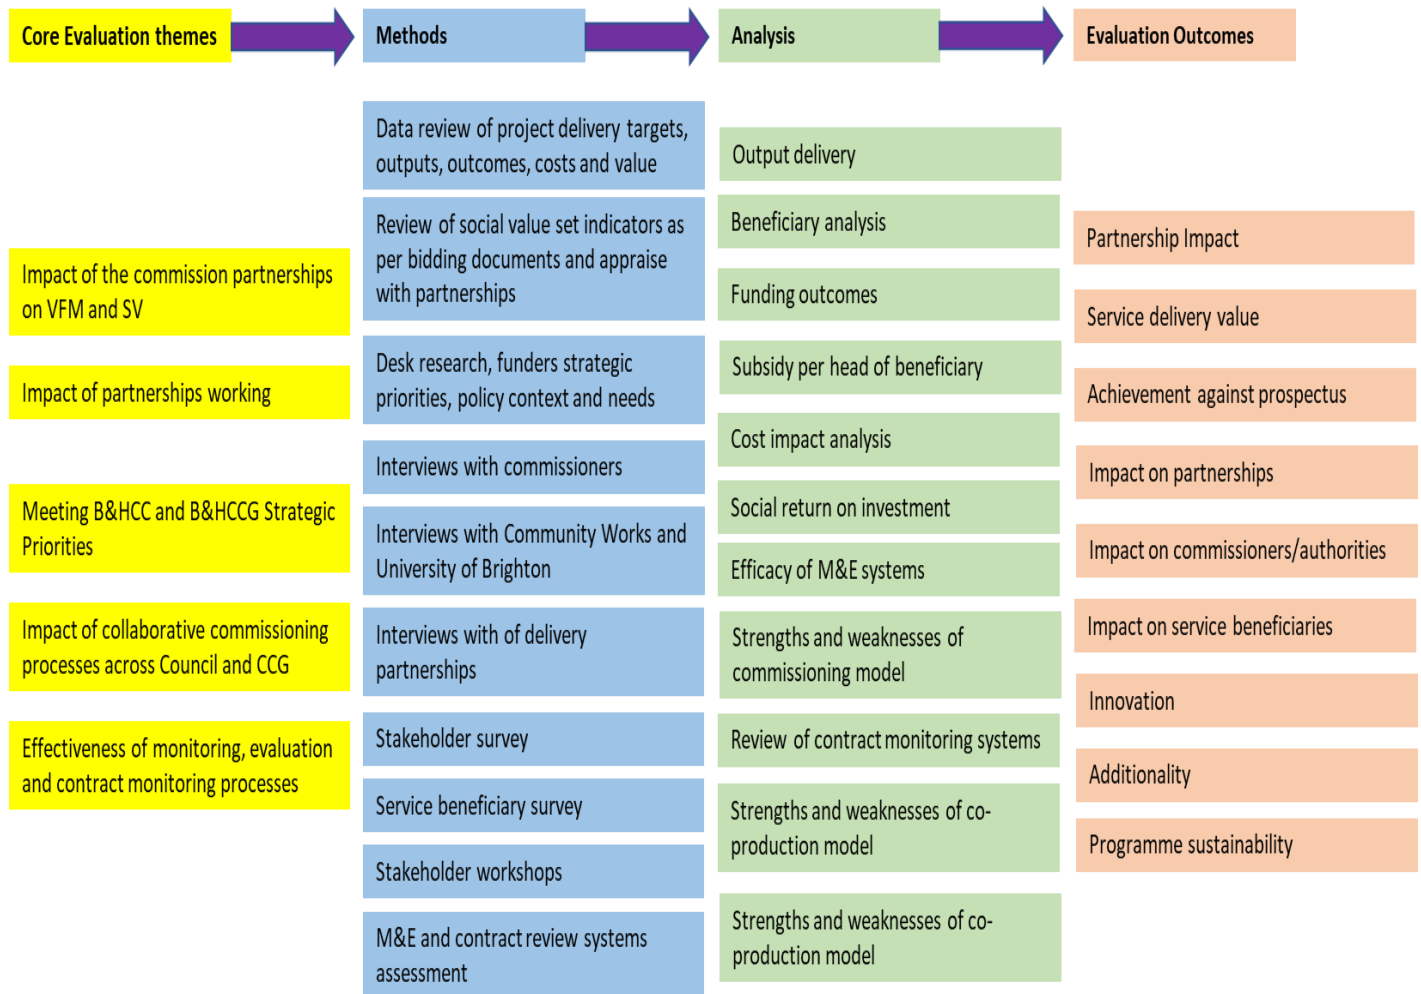 Core Evaluation themes
Methods
Analysis
Evaluation Outcomes
Impact of the commission partnerships
on VFM and SV
Impact of partnerships working
Meeting B&HCC and B&HCCG Strategic
Priorities
Impact of collaborative commissioning
processes across Council and CCG
Effectiveness of monitoring, evaluation
and contract monitoring processes
Data review of project delivery targets,
outputs, outcomes, costs and value
Review of social value set indicators as
per bidding documents and appraise
with partnerships
Desk research, funders strategic
priorities, policy context and needs
Interviews with commissioners
Interviews with Community Works and
University of Brighton
Interviews with of delivery
partnerships
Stakeholder survey
Service beneficiary survey
Stakeholder workshops
M&E and contract review systems
assessment
Output delivery
Beneficiary analysis
Funding outcomes
Subsidy per head of beneficiary
Cost impact analysis
Social return on investment
Efficacy of M&E systems
Strengths and weaknesses of
commissioning model
Review of contract monitoring systems
Strengths and weaknesses of co-
production model
Strengths and weaknesses of co-
production model
Partnership Impact
Service delivery value
Achievement against prospectus
Impact on partnerships
Impact on commissioners/authorities
Impact on service beneficiaries
Innovation
Additionality
Programme sustainability